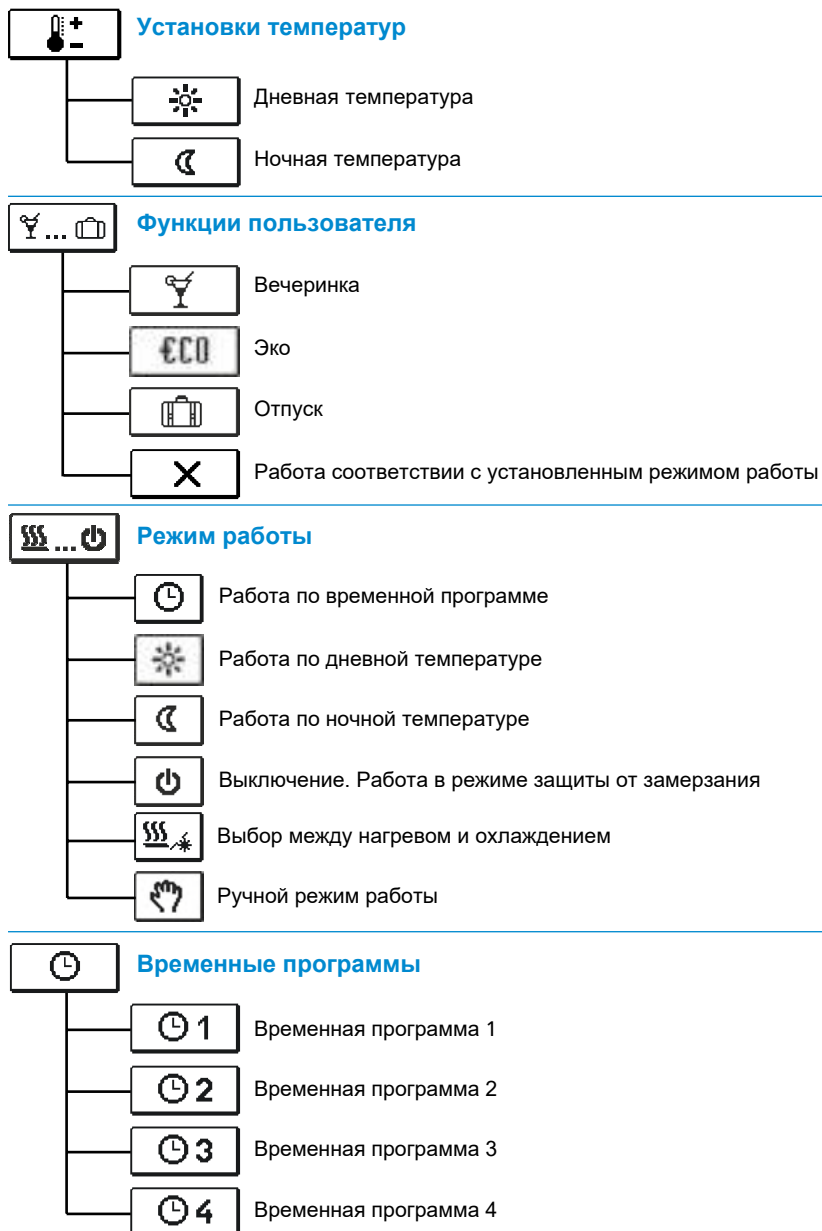 Установки температур
Дневная температура
Ночная температура
... Функции пользователя
Вечеринка
€CO Эко
Отпуск
Работа соответствии с установленным режимом работы
... Режим работы
Работа по временной программе
Работа по дневной температуре
Работа по ночной температуре
Выключение. Работа в режиме защиты от замерзания
Выбор между нагревом и охлаждением
Ручной режим работы
Временные программы
1 Временная программа 1
2 Временная программа 2
3 Временная программа 3
4 Временная программа 4